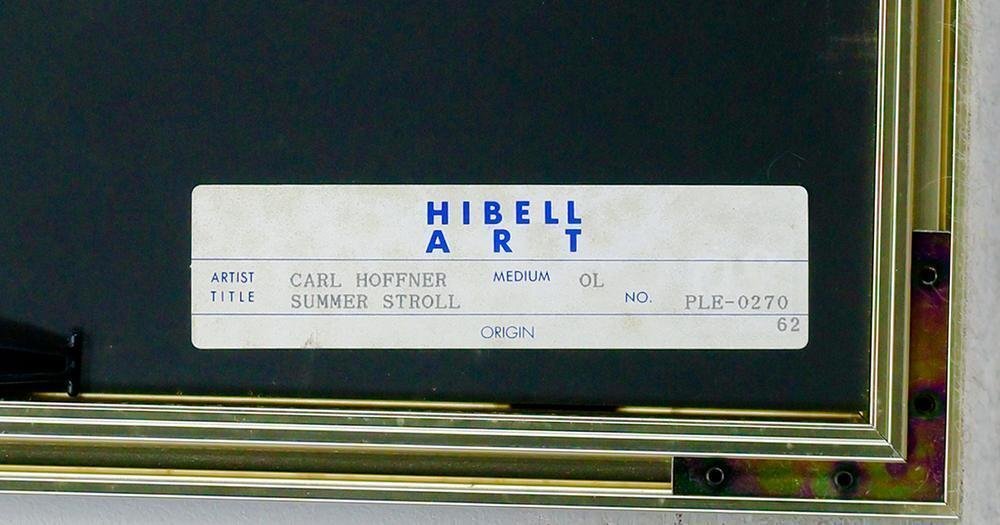 HIBELL
ART
ARTIST CARL HOFFNER MEDIUM OL
TITLE SUMMER STROLL NO. PLE-0270
62
ORIGIN